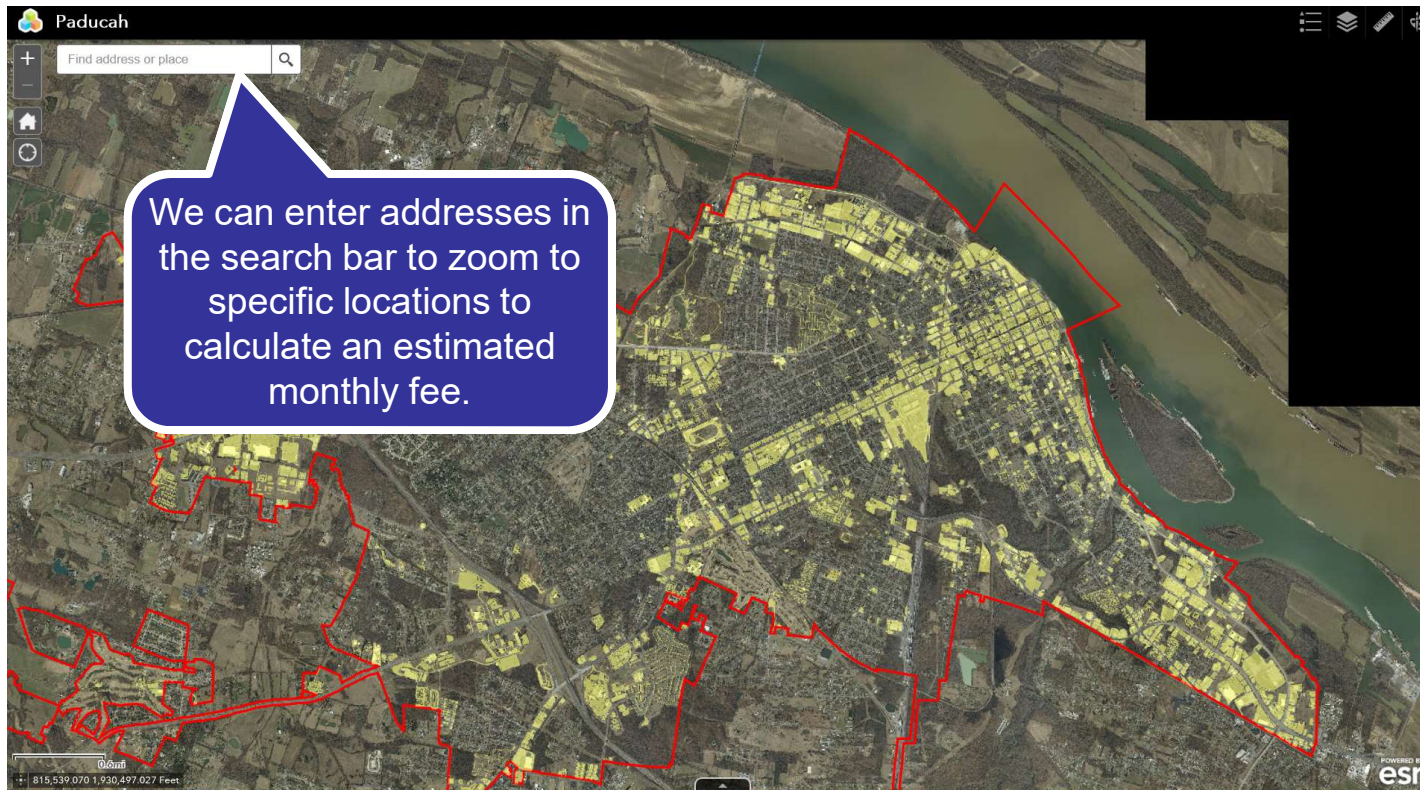 Paducah
Find address or place
We can enter addresses in
the search bar to zoom to
specific locations to
calculate an estimated
monthly fee.
0.6mi
815,539.070 1,930,497.027 Feet
POWERED BY
esri